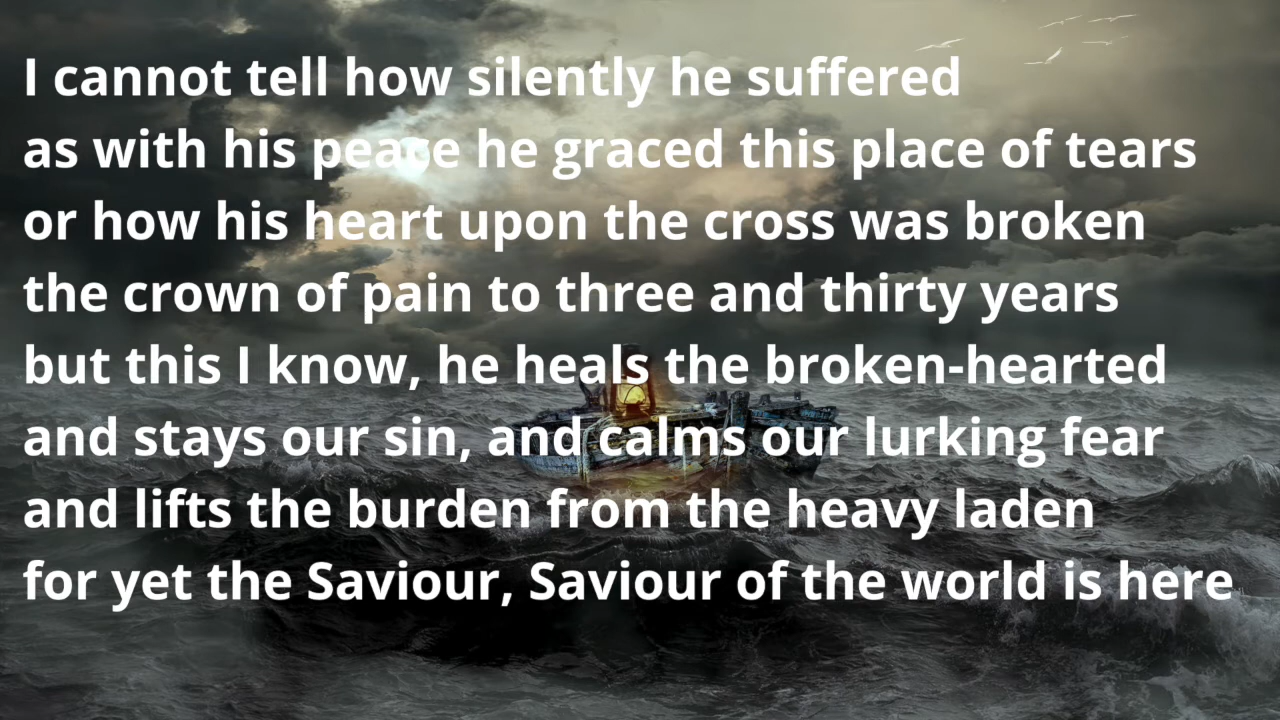 I cannot tell how silently he suffered
as with his peace he graced this place of tears
or how his heart upon the cross was broken
the crown of pain to three and thirty years
but this I know, he heals the broken-hearted
and stays our sin, and calms our lurking fear
and lifts the burden from the heavy laden
for yet the Saviour, Saviour of the world is here